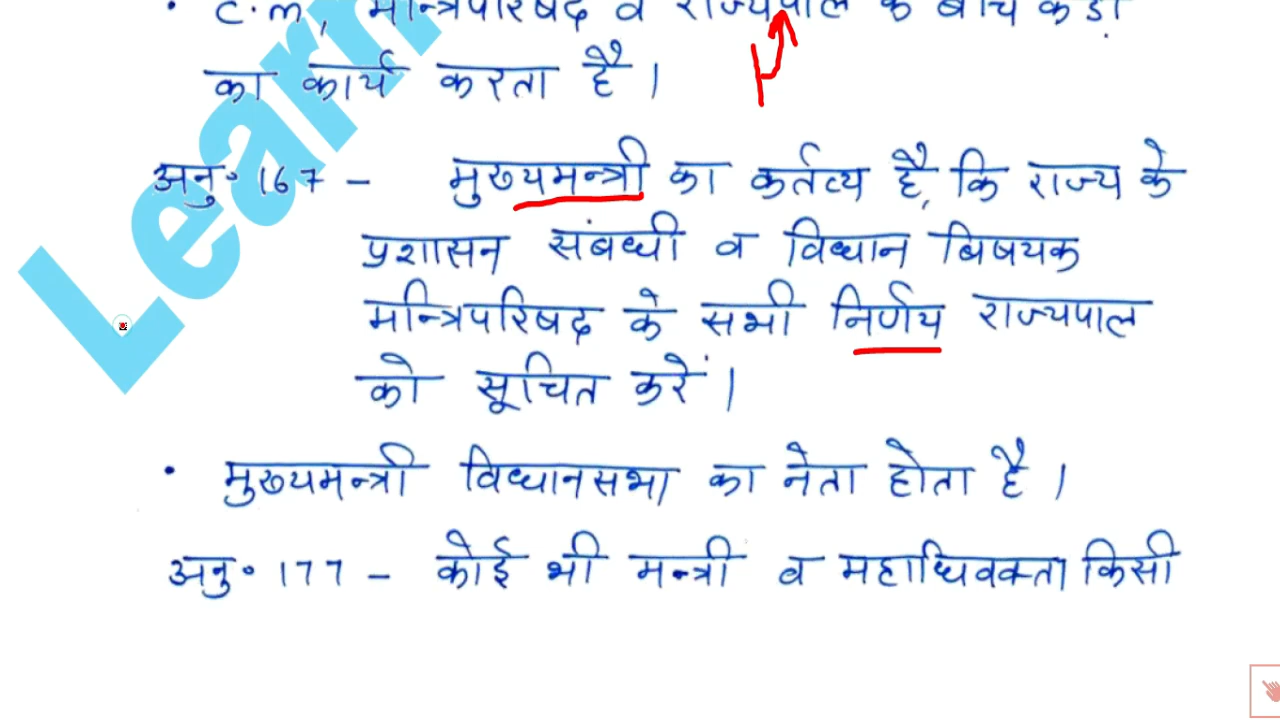 • C.M, मन्त्रिपरिषद व राज्यपाल के बीच कड़ी
का कार्य करता है।
अनु॰ 167 - मुख्यमन्त्री का कर्तव्य है, कि राज्य के
प्रशासन संबंधी व विधान विषयक
मन्त्रिपरिषद के सभी निर्णय राज्यपाल
को सूचित करें।
• मुख्यमन्त्री विधानसभा का नेता होता है।
अनु॰ 177 - कोई भी मन्त्री व महाधिवक्ता किसी
Learn